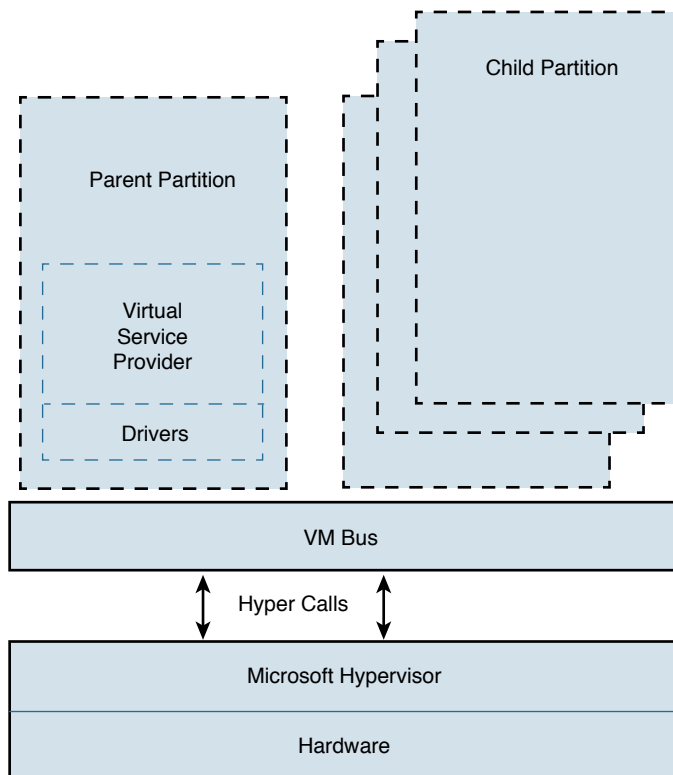 Child Partition
Parent Partition
Virtual
Service
Provider
Drivers
VM Bus
Hyper Calls
Microsoft Hypervisor
Hardware